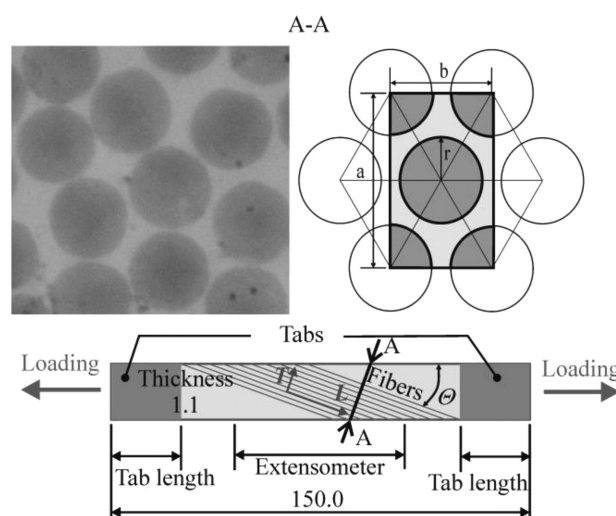 A-A
b
a
r
Tabs
Loading
A
Loading
Thickness
1.1
T
L
Fibers
Θ
A
Tab length
Extensometer
Tab length
150.0